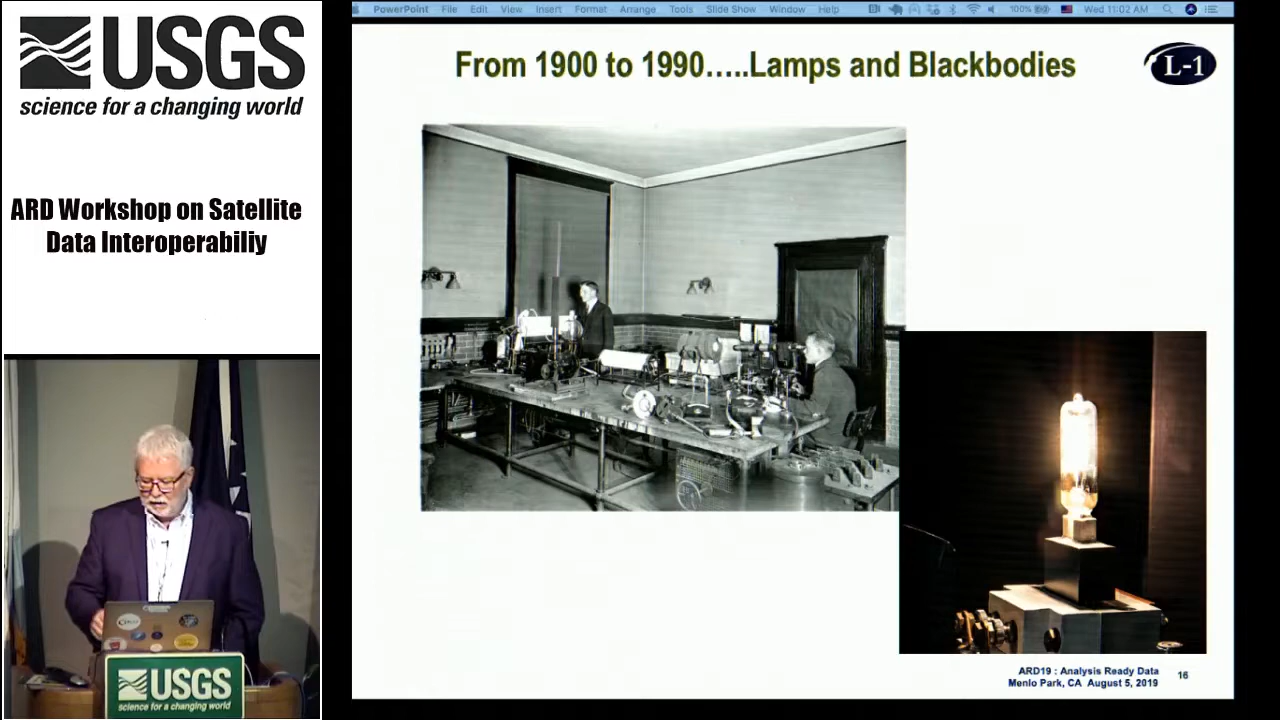 USGS
science for a changing world
ARD Workshop on Satellite
Data Interoperabiliy
USGS
science for a changing world
PowerPoint File Edit View Insert Format Arrange Tools Slide Show Window Help 100% Wed 11:02 AM
From 1900 to 1990.....Lamps and Blackbodies
L-1
ARD19 : Analysis Ready Data
Menlo Park, CA August 5, 2019
16